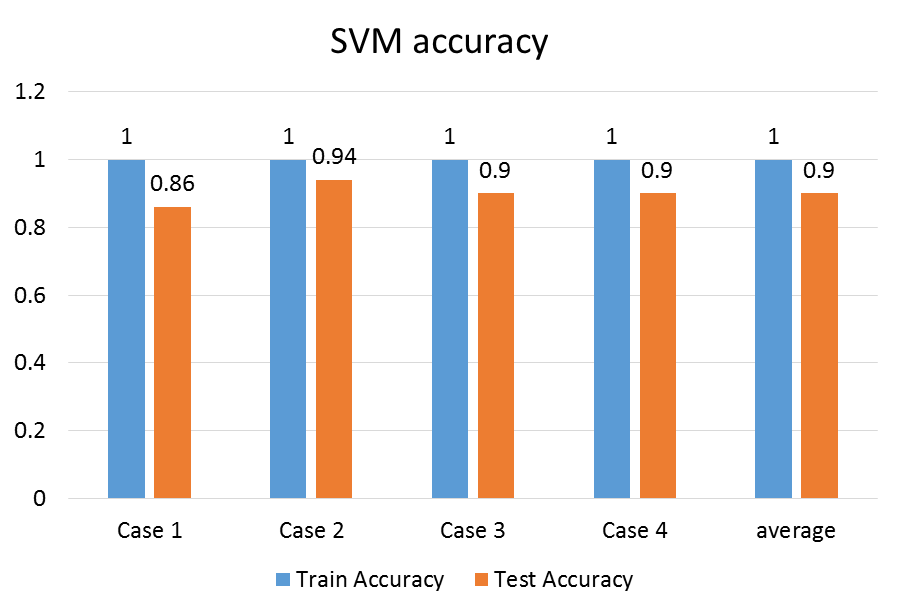 SVM accuracy
1.2
1
0.8
0.6
0.4
0.2
0
1
0.86
1
0.94
1
0.9
1
0.9
1
0.9
Case 1
Case 2
Case 3
Case 4
average
Train Accuracy
Test Accuracy